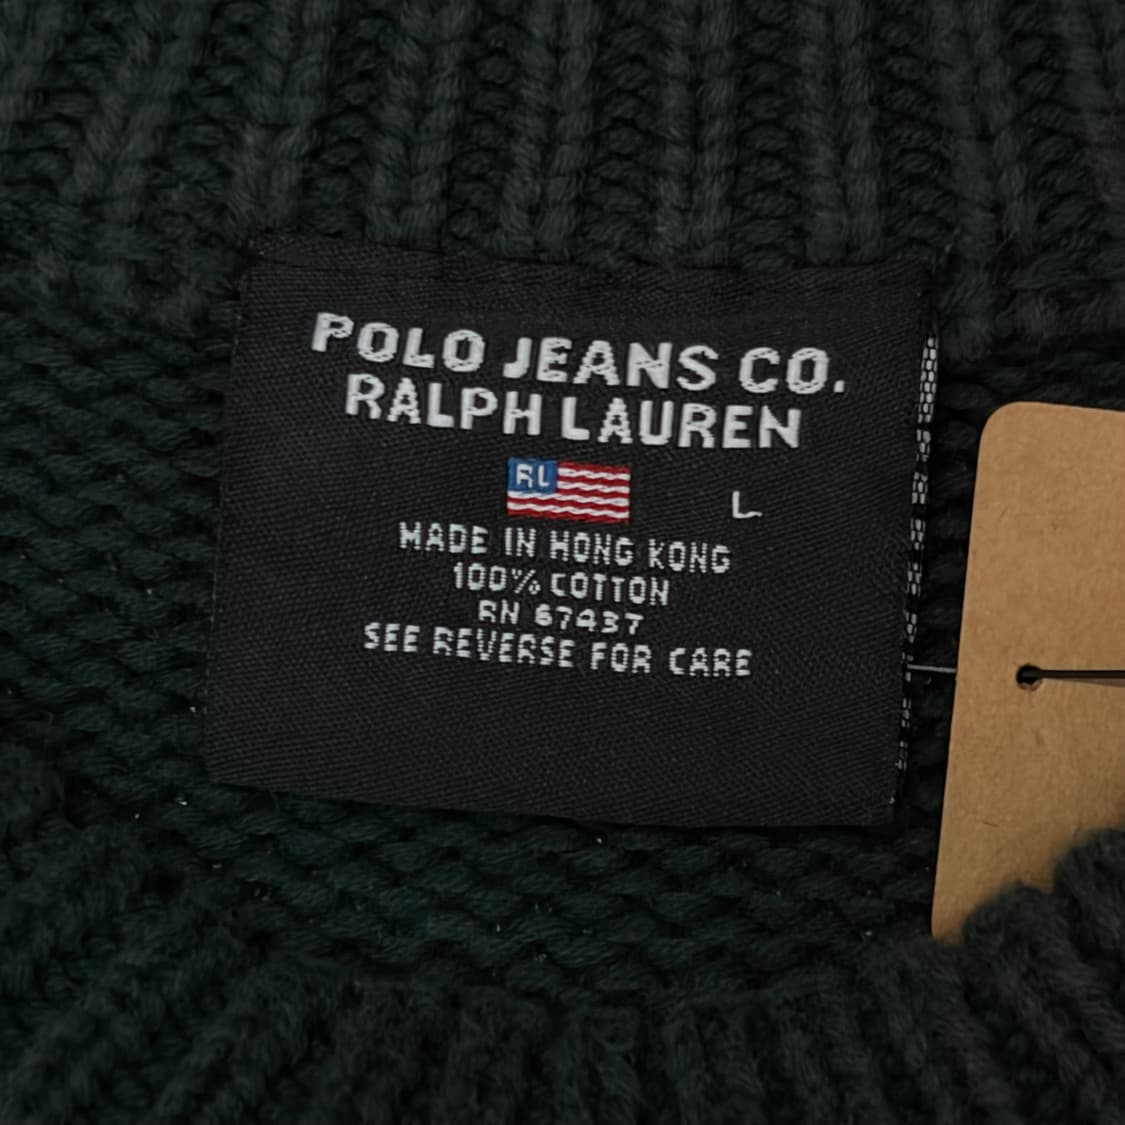 POLO JEANS CO.
RALPH LAUREN
RL
L
MADE IN HONG KONG
100% COTTON
RN 67437
SEE REVERSE FOR CARE